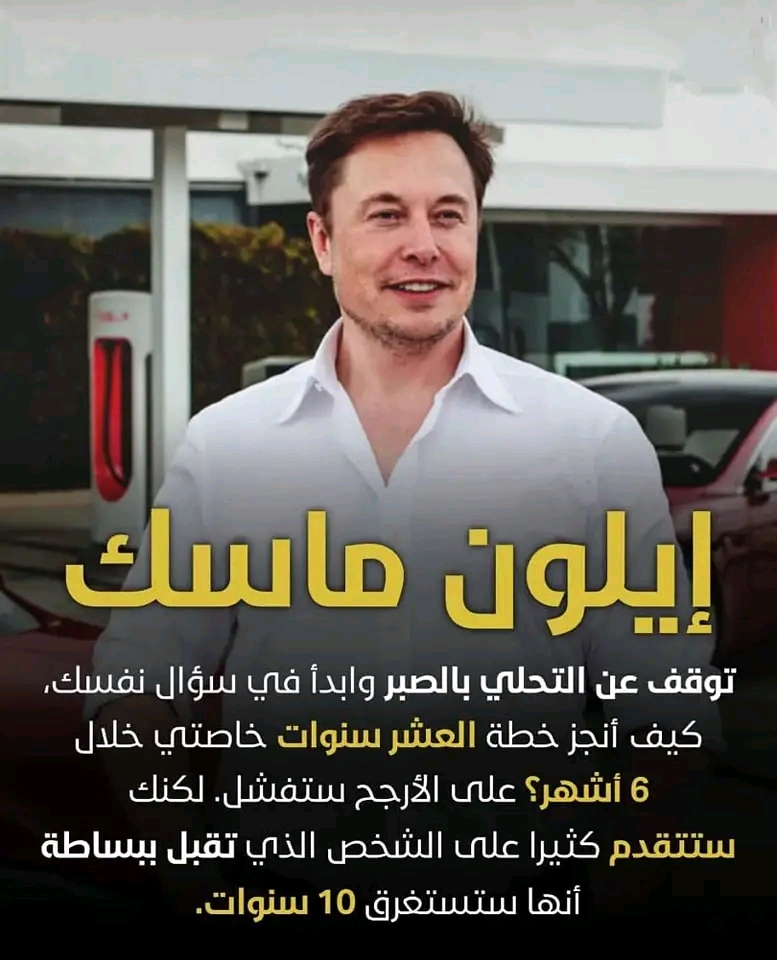 إيلون ماسك
توقف عن التحلي بالصبر وابدأ في سؤال نفسك،
كيف أنجز خطة العشر سنوات خاصتي خلال
6 أشهر؟ على الأرجح ستفشل. لكنك
ستتقدم كثيرا على الشخص الذي تقبل ببساطة
أنها ستستغرق 10 سنوات.